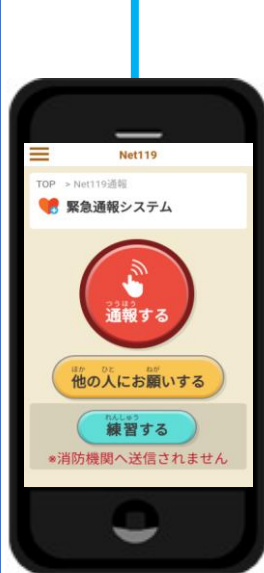 Net119
TOP > Net119通報
緊急通報システム
つうほう
通報する
ほか ひと ねが
他の人にお願いする
れんしゅう
練習する
※消防機関へ送信されません